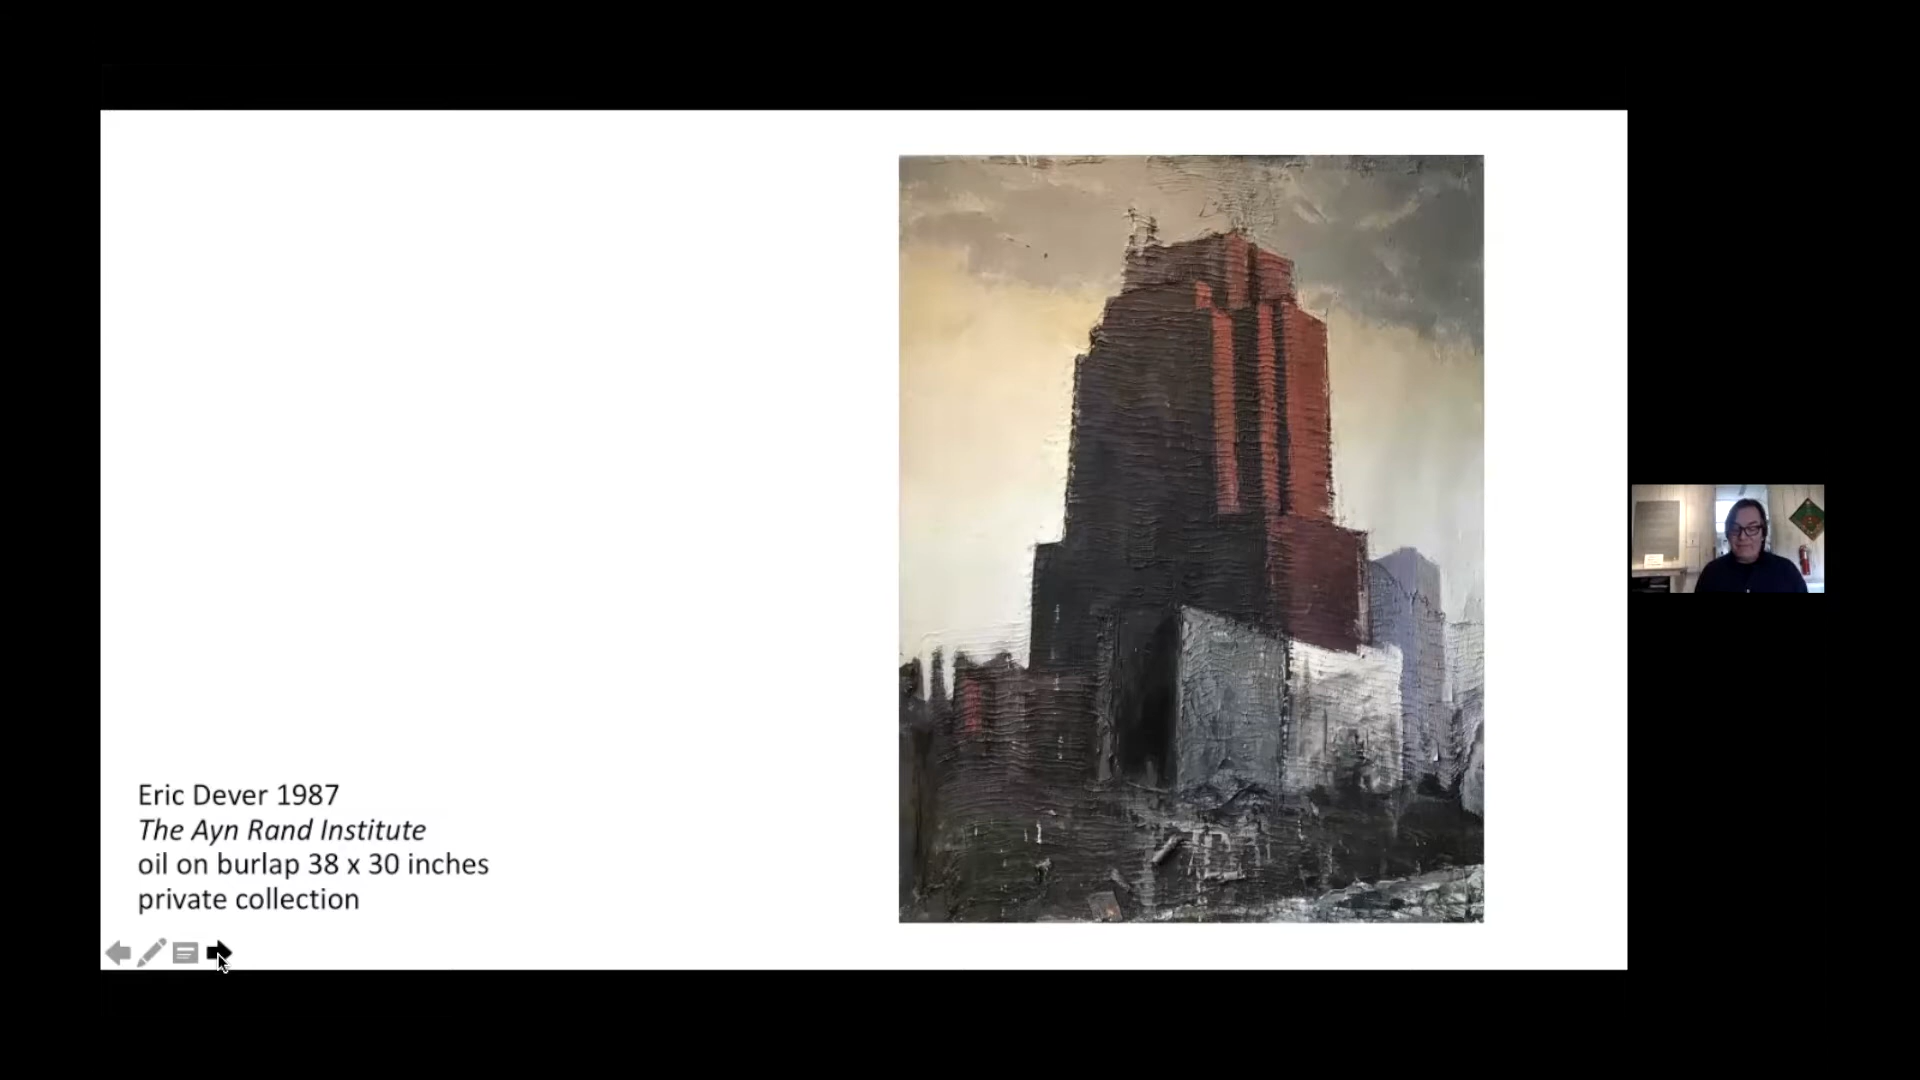 Eric Dever 1987
The Ayn Rand Institute
oil on burlap 38 x 30 inches
private collection